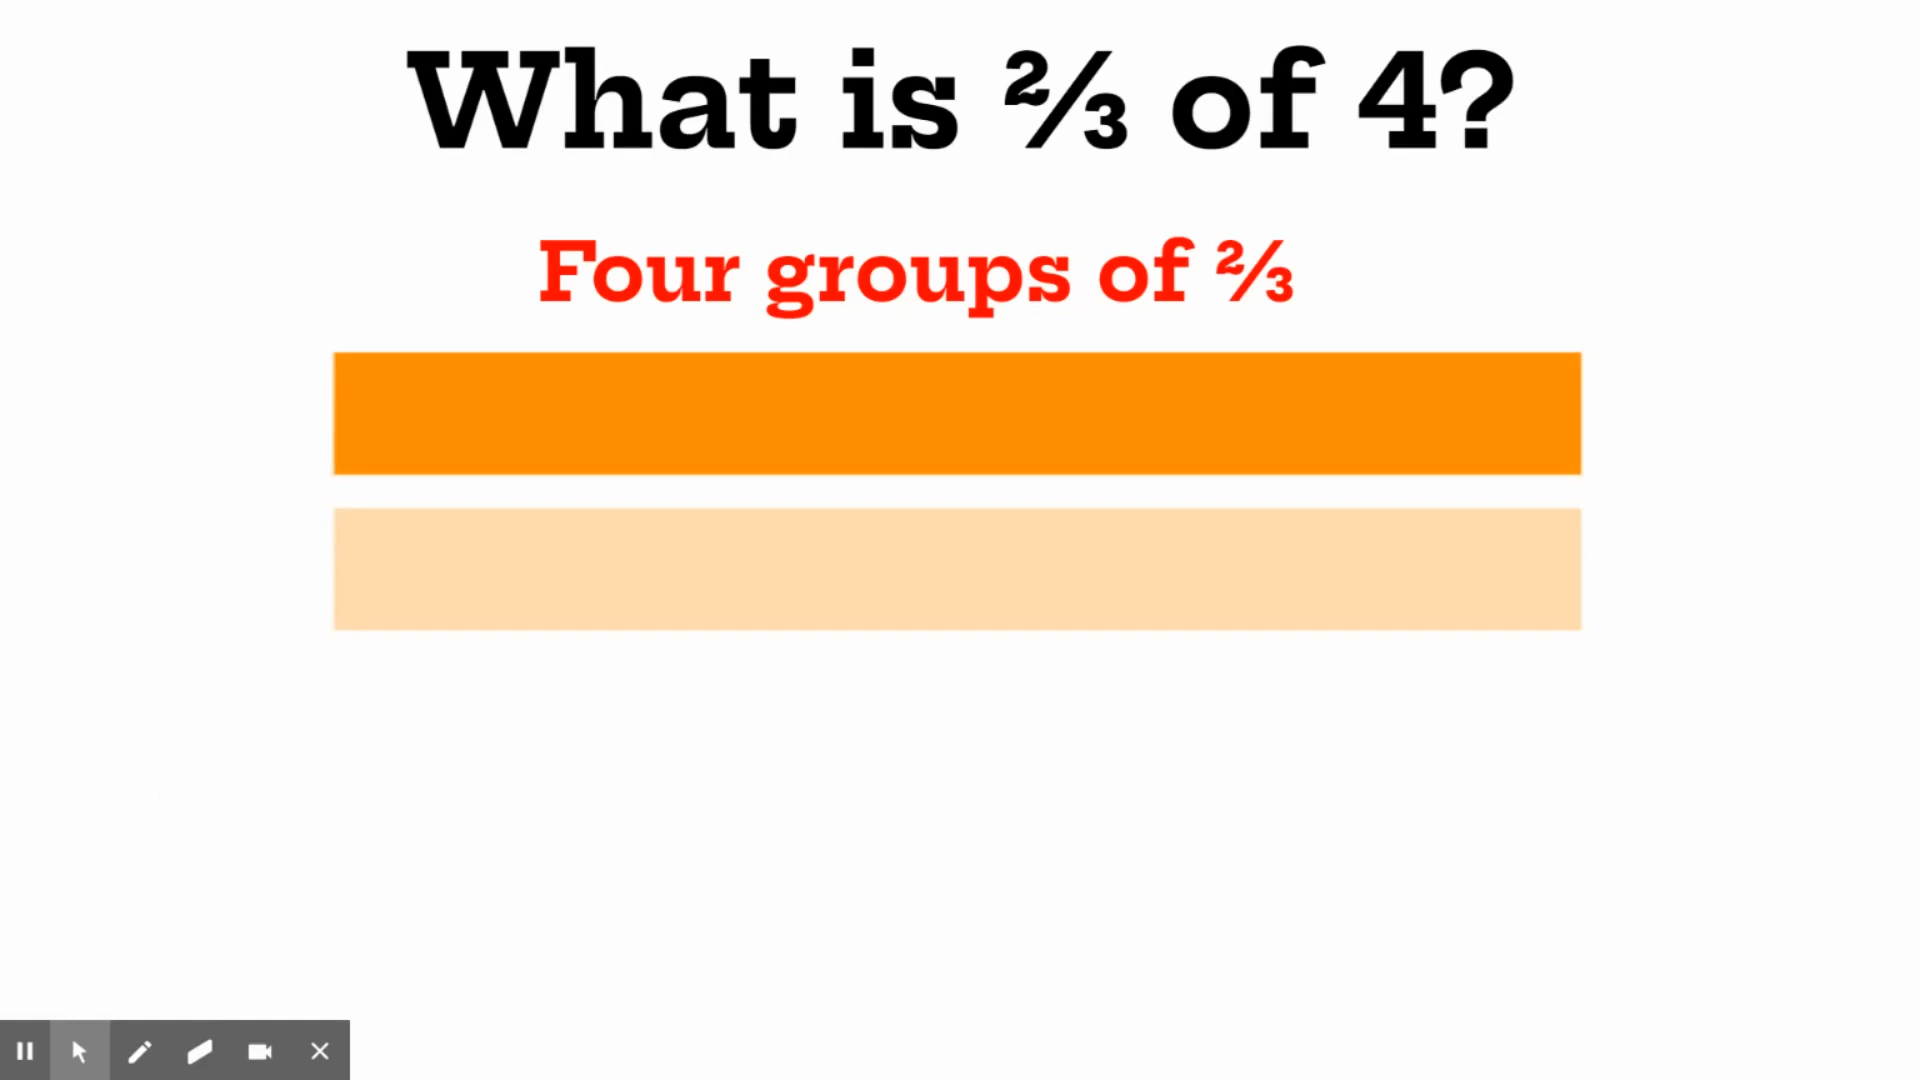 What is ⅔ of 4?
Four groups of ⅔